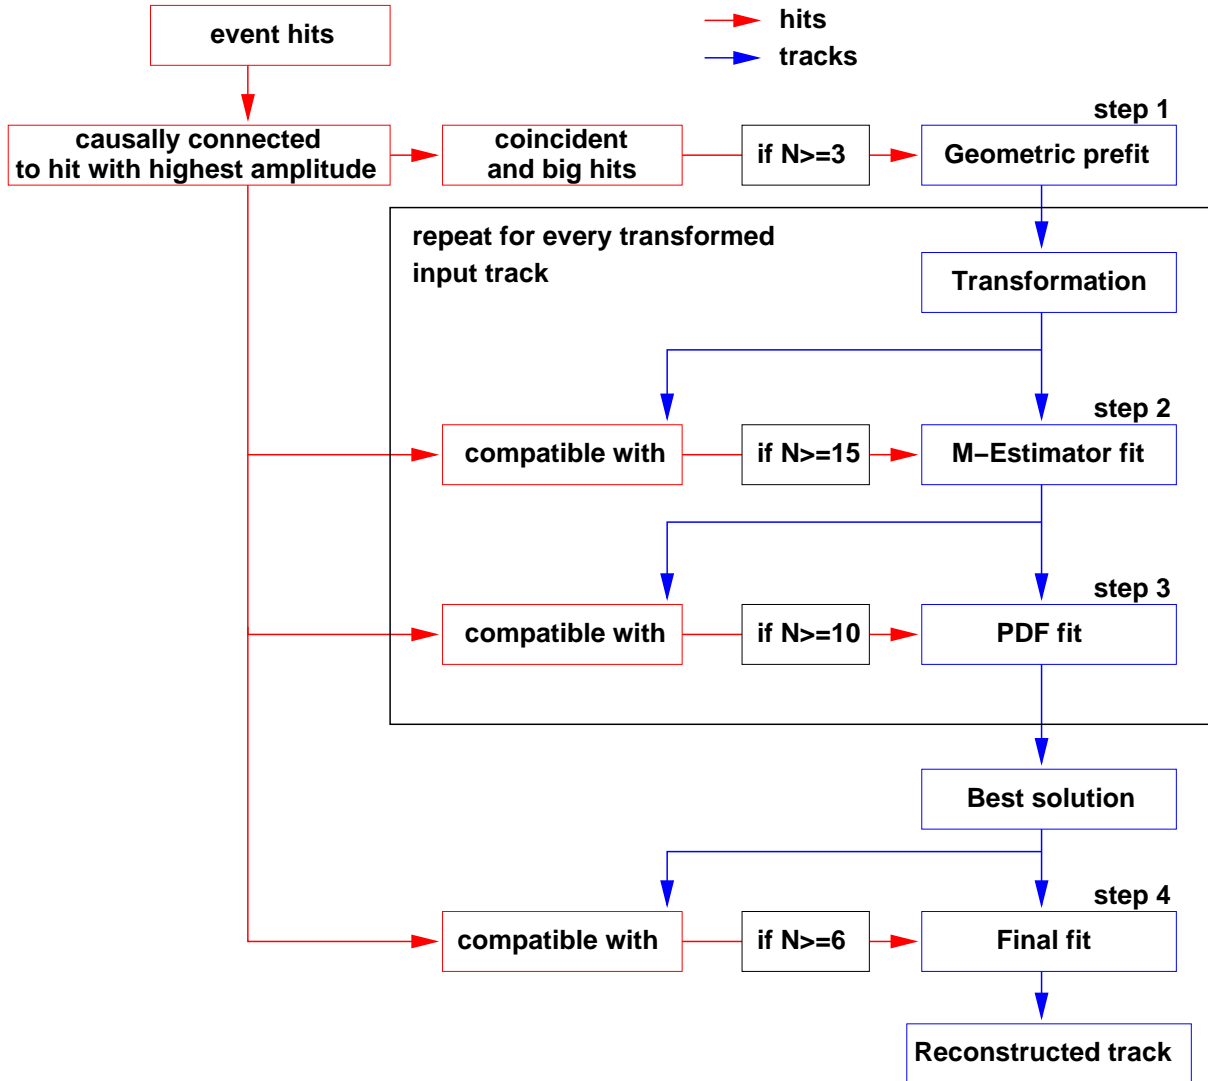 event hits
hits
tracks
step 1
causally connected
to hit with highest amplitude
coincident
and big hits
if N>=3
Geometric prefit
repeat for every transformed
input track
Transformation
step 2
compatible with
if N>=15
M−Estimator fit
step 3
compatible with
if N>=10
PDF fit
Best solution
step 4
compatible with
if N>=6
Final fit
Reconstructed track